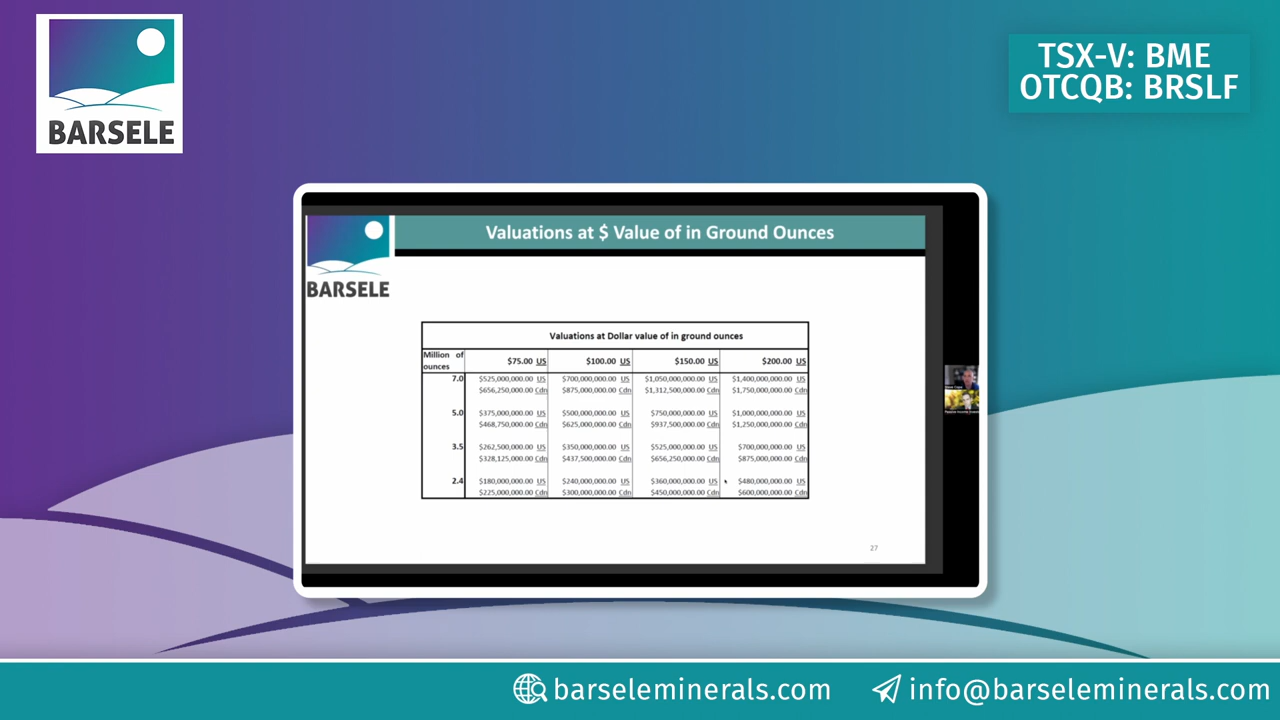 BARSELE
TSX-V: BME
OTCQB: BRSLF
Valuations at $ Value of in Ground Ounces
BARSELE
Valuations at Dollar value of in ground ounces
Million of ounces $75.00 US $100.00 US $150.00 US $200.00 US
7.0 $525,000,000.00 US $700,000,000.00 US $1,050,000,000.00 US $1,400,000,000.00 US
$656,250,000.00 Cdn $875,000,000.00 Cdn $1,312,500,000.00 Cdn $1,750,000,000.00 Cdn
5.0 $375,000,000.00 US $500,000,000.00 US $750,000,000.00 US $1,000,000,000.00 US
$468,750,000.00 Cdn $625,000,000.00 Cdn $937,500,000.00 Cdn $1,250,000,000.00 Cdn
3.5 $262,500,000.00 US $350,000,000.00 US $525,000,000.00 US $700,000,000.00 US
$328,125,000.00 Cdn $437,500,000.00 Cdn $656,250,000.00 Cdn $875,000,000.00 Cdn
2.4 $180,000,000.00 US $240,000,000.00 US $360,000,000.00 US $480,000,000.00 US
$225,000,000.00 Cdn $300,000,000.00 Cdn $450,000,000.00 Cdn $600,000,000.00 Cdn
27
barseleminerals.com
info@barseleminerals.com